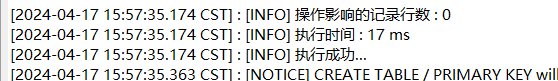 [2024-04-17 15:57:35.174 CST] : [INFO] 操作影响的记录行数 : 0
[2024-04-17 15:57:35.174 CST] : [INFO] 执行时间 : 17 ms
[2024-04-17 15:57:35.174 CST] : [INFO] 执行成功...
[2024-04-17 15:57:35.363 CST] : [NOTICE] CREATE TABLE / PRIMARY KEY will